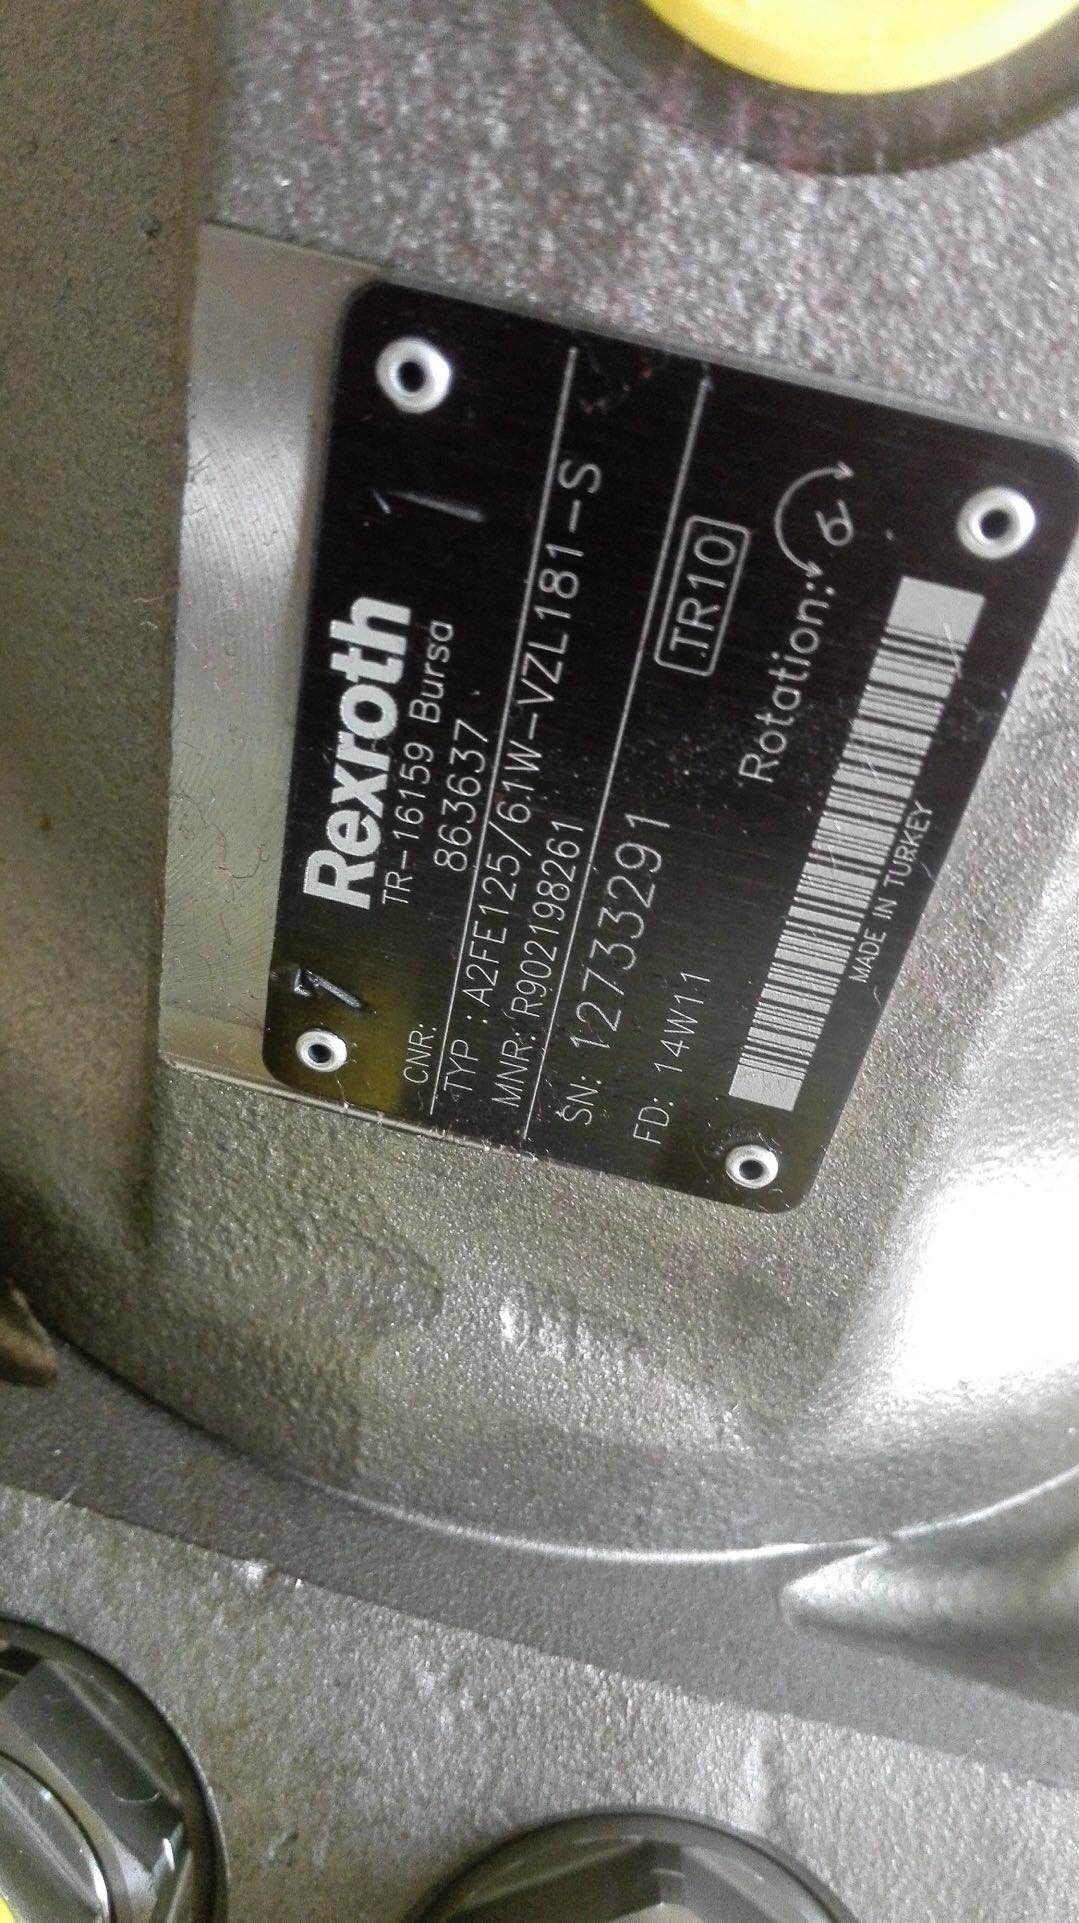 7
Rexroth
TR-16159 Bursa
CNR: 863637
TYP : A2FE125/61W-VZL181-S
MNR: R902198261
SN: 12733291
.TR10
FD: 14W11
Rotation:
MADE IN TURKEY